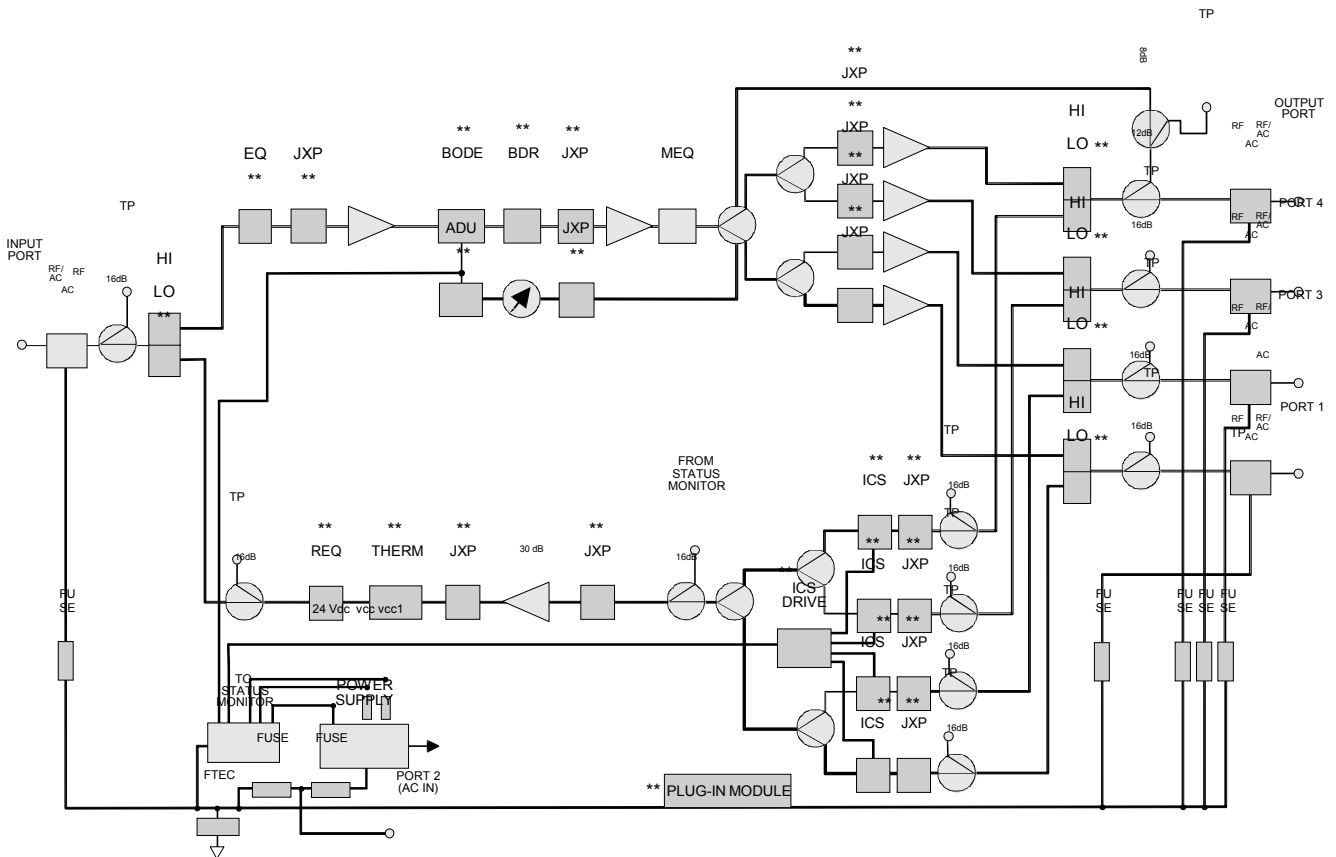 TP
**
JXP
8dB
**
JXP
HI
OUTPUT
PORT
RF RF/
AC AC
12dB
** ** **
BODE BDR JXP
MEQ
EQ JXP
** **
LO **
**
JXP
TP
TP
**
JXP
ADU
JXP
** **
HI
16dB
RF RF/
AC AC
PORT 4
LO **
INPUT
PORT
RF/
AC RF
AC
16dB
HI
LO
**
TP
HI
16dB
RF RF/
AC
PORT 3
LO **
16dB
TP
AC
HI
PORT 1
TP
LO **
16dB
RF RF/
AC
TP AC
FROM
STATUS
MONITOR
** **
ICS JXP
16dB
TP
TP
** ** ** **
REQ THERM JXP JXP
30 dB
16dB
16dB
** **
ICS JXP
**
ICS
DRIVE
16dB
TP
24 Vdc vcc vcc1
FU
SE
FU
SE
FU
SE
FU
SE
FU
SE
** **
ICS JXP
16dB
TP
TO
STATUS
MONITOR
POWER
SUPPLY
** **
ICS JXP
16dB
FUSE FUSE
FTEC
PORT 2
(AC IN)
** PLUG-IN MODULE